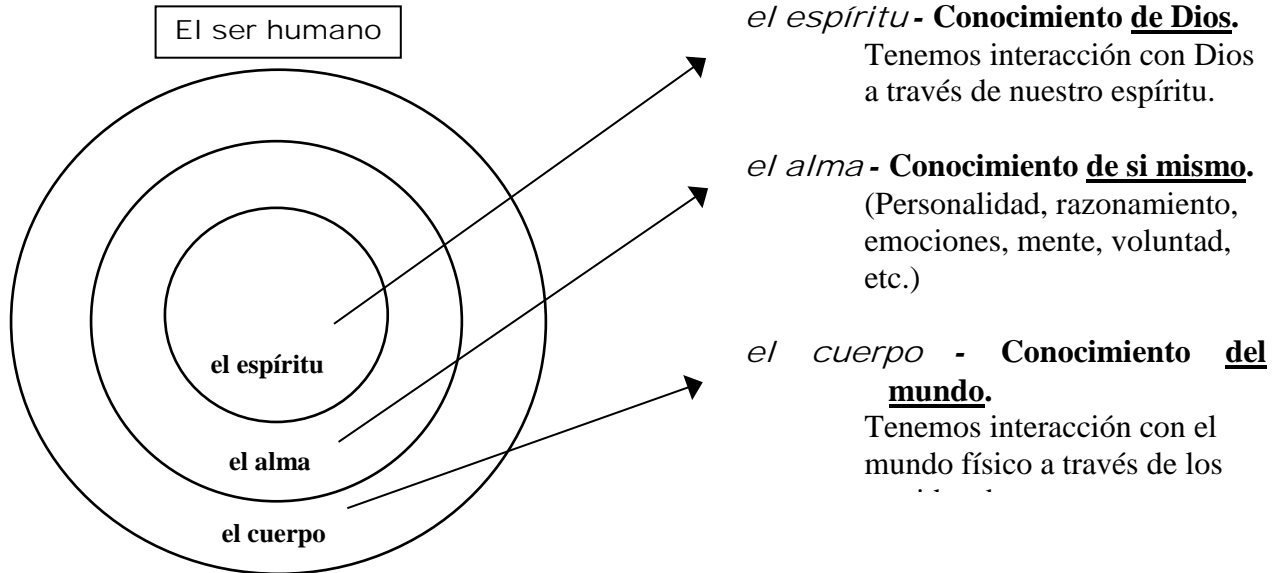 El ser humano
el espíritu
el alma
el cuerpo
el espíritu - Conocimiento de Dios.
Tenemos interacción con Dios
a través de nuestro espíritu.
el alma - Conocimiento de si mismo.
(Personalidad, razonamiento,
emociones, mente, voluntad,
etc.)
el cuerpo - Conocimiento del
mundo.
Tenemos interacción con el
mundo físico a través de los